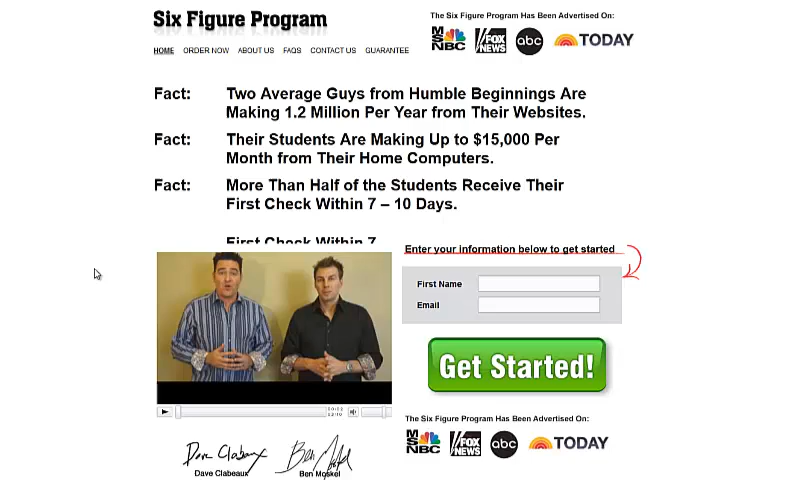 Six Figure Program
The Six Figure Program Has Been Advertised On:
MSNBC FOX NEWS abc TODAY
HOME ORDER NOW ABOUT US FAQS CONTACT US GUARANTEE
Fact: Two Average Guys from Humble Beginnings Are
Making 1.2 Million Per Year from Their Websites.
Fact: Their Students Are Making Up to $15,000 Per
Month from Their Home Computers.
Fact: More Than Half of the Students Receive Their
First Check Within 7 – 10 Days.
First Check Within 7
Enter your information below to get started
First Name
Email
Get Started!
The Six Figure Program Has Been Advertised On:
MSNBC FOX NEWS abc TODAY
Dave Clabeaux Ben Moskel
Dave Clabeaux Ben Moskel